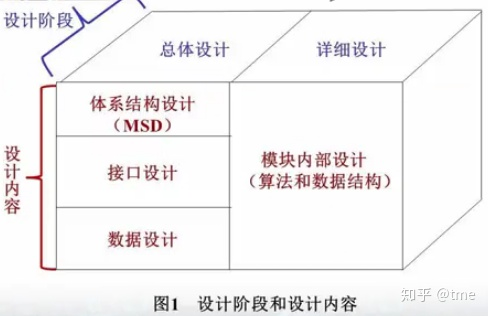 设计阶段
总体设计
详细设计
体系结构设计
（MSD）
接口设计
数据设计
设计内容
模块内部设计
（算法和数据结构）
图1 设计阶段和设计内容
知乎 @tme